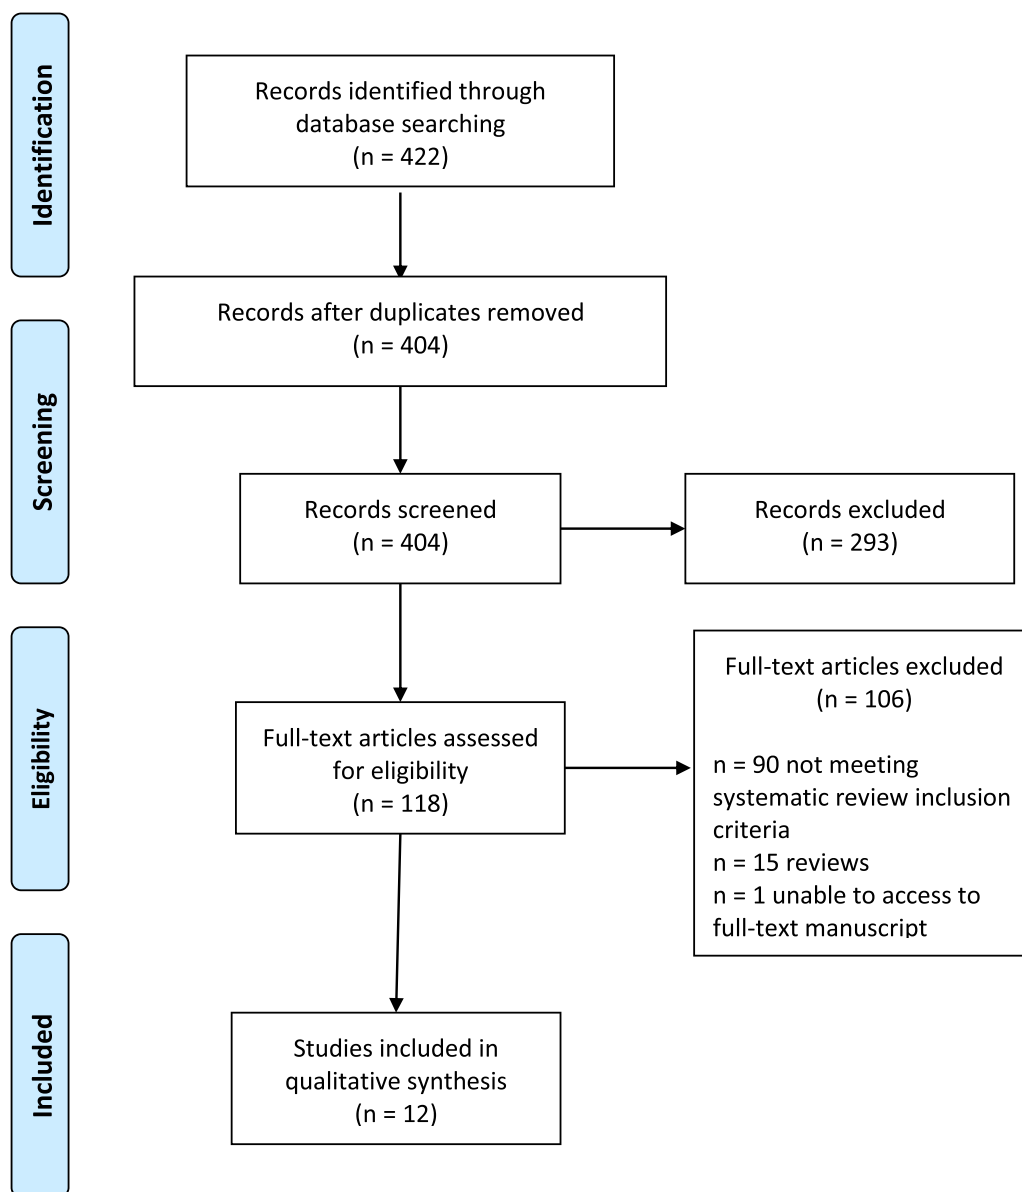 Identification
Records identified through
database searching
(n = 422)
Records after duplicates removed
(n = 404)
Screening
Records screened
(n = 404)
Records excluded
(n = 293)
Eligibility
Full-text articles assessed
for eligibility
(n = 118)
Full-text articles excluded
(n = 106)
n = 90 not meeting
systematic review inclusion
criteria
n = 15 reviews
n = 1 unable to access to
full-text manuscript
Included
Studies included in
qualitative synthesis
(n = 12)